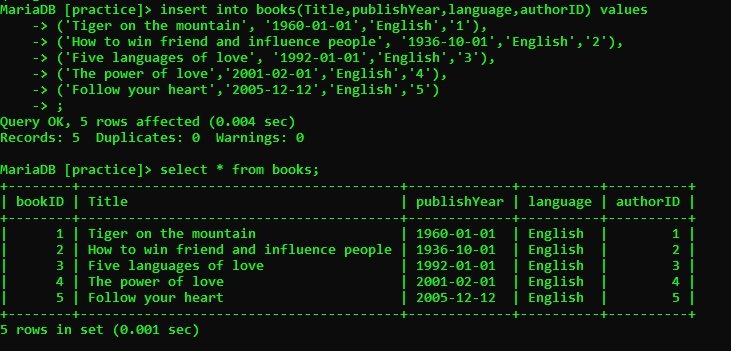 MariaDB [practice]> insert into books(Title,publishYear,language,authorID) values
    -> ('Tiger on the mountain', '1960-01-01','English','1'),
    -> ('How to win friend and influence people', '1936-10-01','English','2'),
    -> ('Five languages of love', '1992-01-01','English','3'),
    -> ('The power of love','2001-02-01','English','4'),
    -> ('Follow your heart','2005-12-12','English','5')
    -> ;
Query OK, 5 rows affected (0.004 sec)
Records: 5  Duplicates: 0  Warnings: 0

MariaDB [practice]> select * from books;
+--------+----------------------------------------+-------------+----------+----------+
| bookID | Title                                  | publishYear | language | authorID |
+--------+----------------------------------------+-------------+----------+----------+
|      1 | Tiger on the mountain                  | 1960-01-01  | English  |        1 |
|      2 | How to win friend and influence people | 1936-10-01  | English  |        2 |
|      3 | Five languages of love                 | 1992-01-01  | English  |        3 |
|      4 | The power of love                      | 2001-02-01  | English  |        4 |
|      5 | Follow your heart                      | 2005-12-12  | English  |        5 |
+--------+----------------------------------------+-------------+----------+----------+
5 rows in set (0.001 sec)